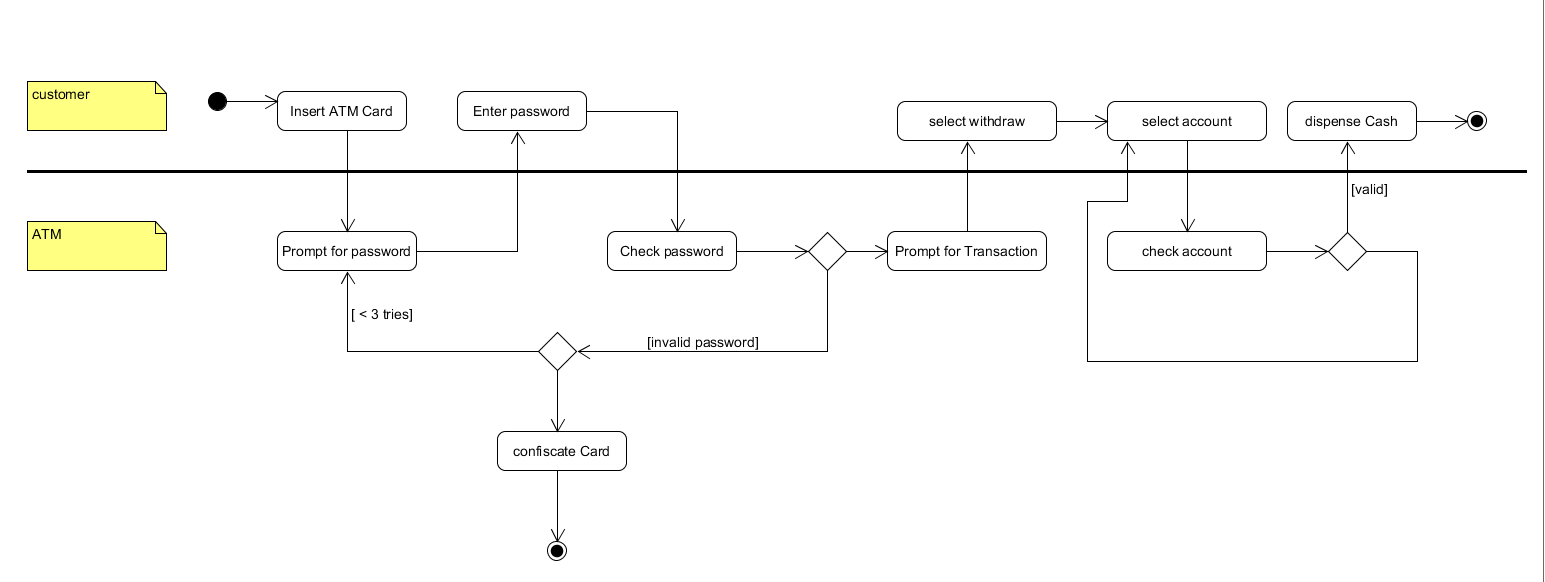 customer
Insert ATM Card
Enter password
select withdraw
select account
dispense Cash
[valid]
ATM
Prompt for password
Check password
Prompt for Transaction
check account
[ < 3 tries]
[invalid password]
confiscate Card